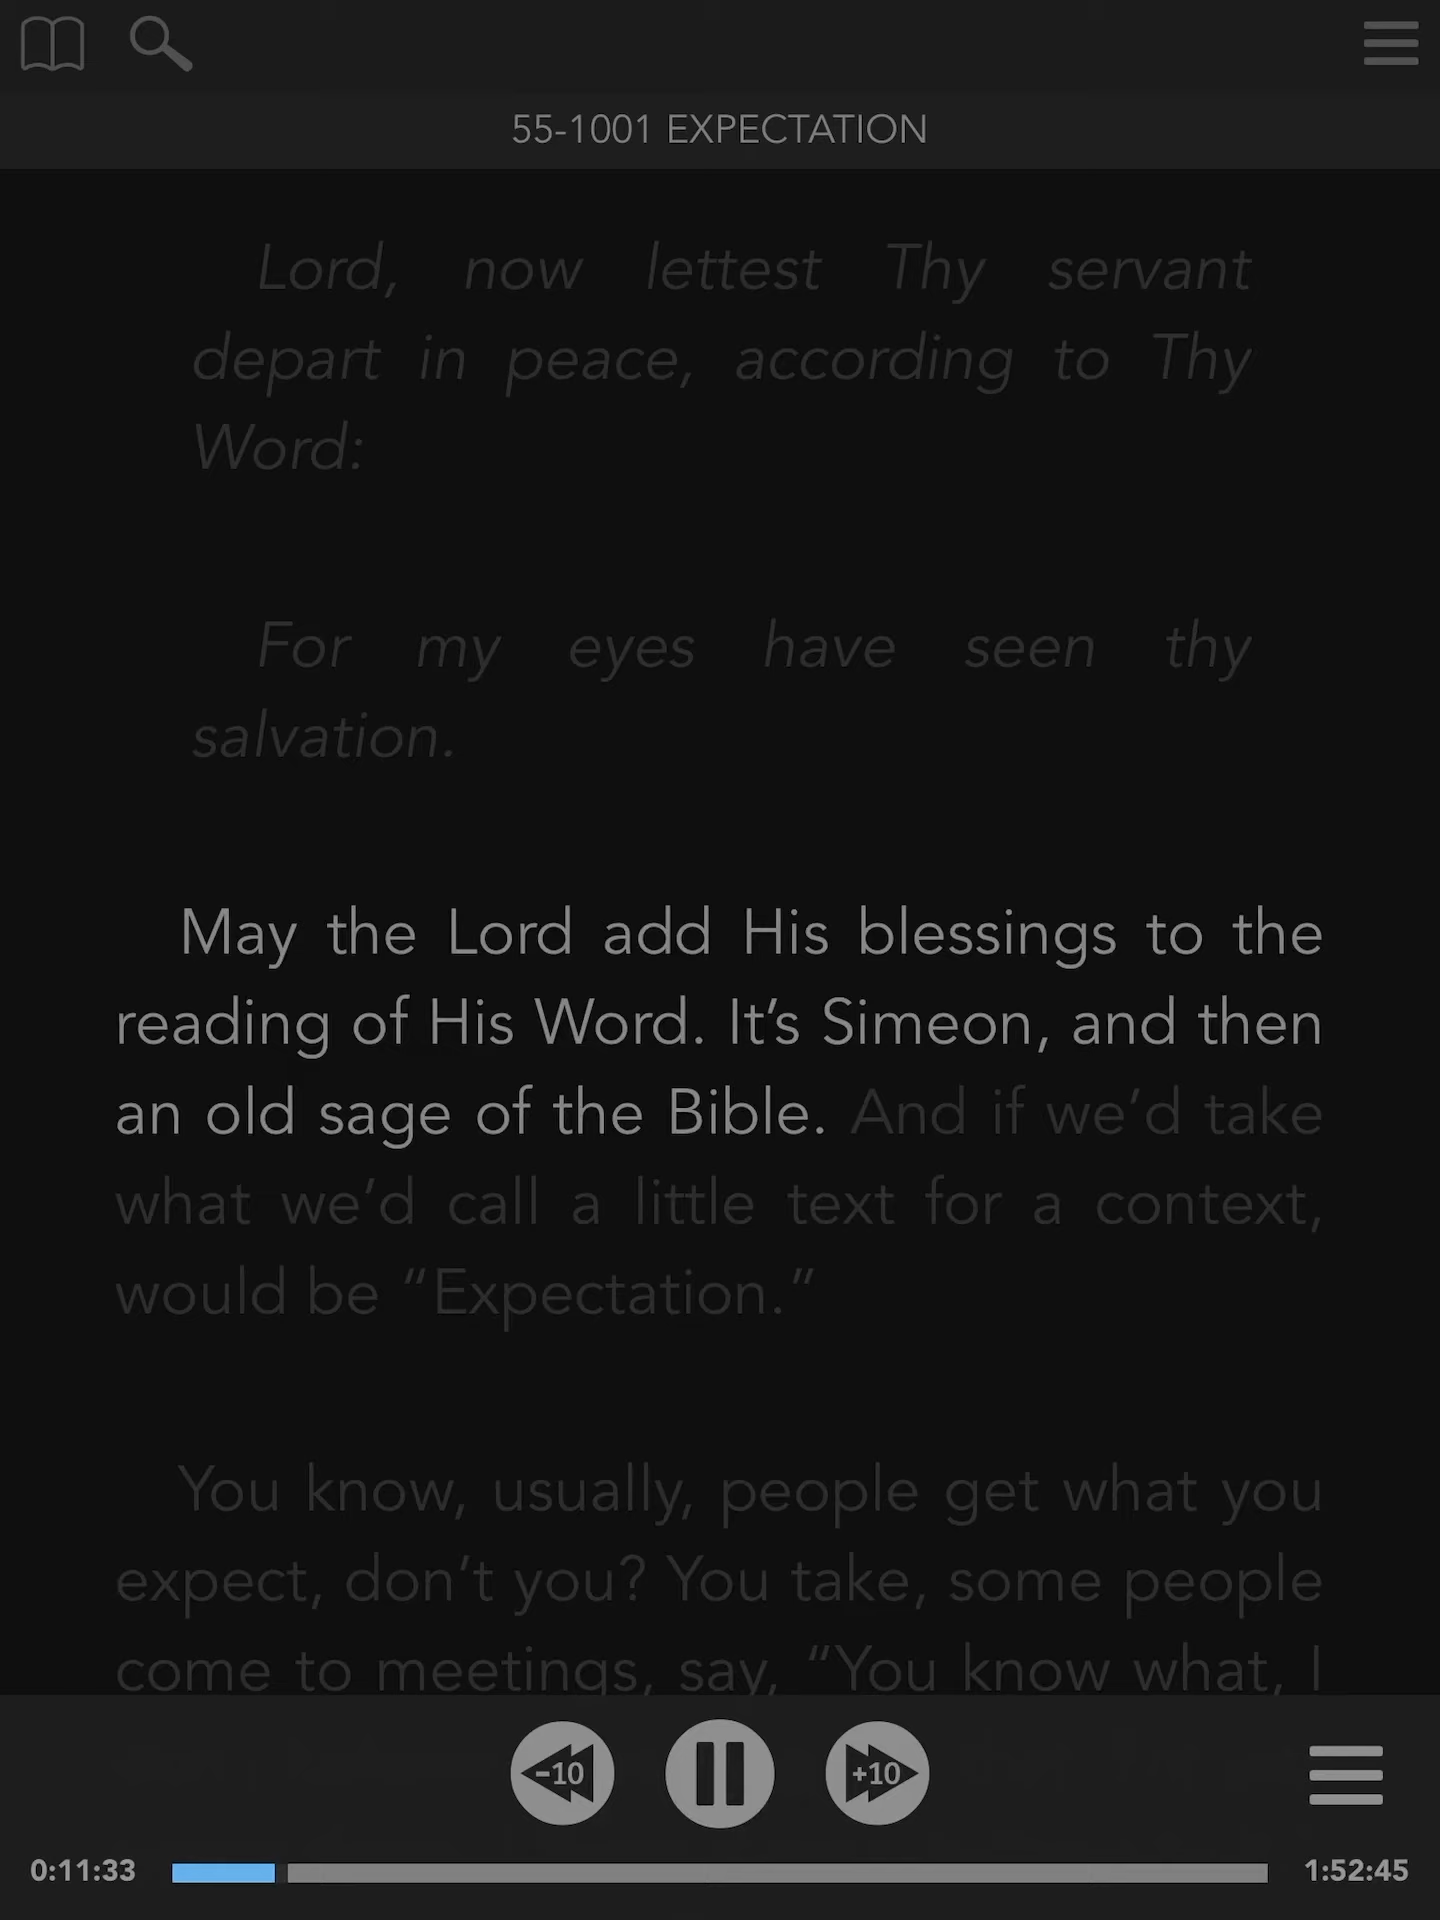 55-1001 EXPECTATION
Lord, now lettest Thy servant
depart in peace, according to Thy
Word:
For my eyes have seen thy
salvation.
May the Lord add His blessings to the
reading of His Word. It’s Simeon, and then
an old sage of the Bible. And if we’d take
what we’d call a little text for a context,
would be “Expectation.”
You know, usually, people get what you
expect, don’t you? You take, some people
come to meetings, say, “You know what, I
-10
+10
0:11:33
1:52:45